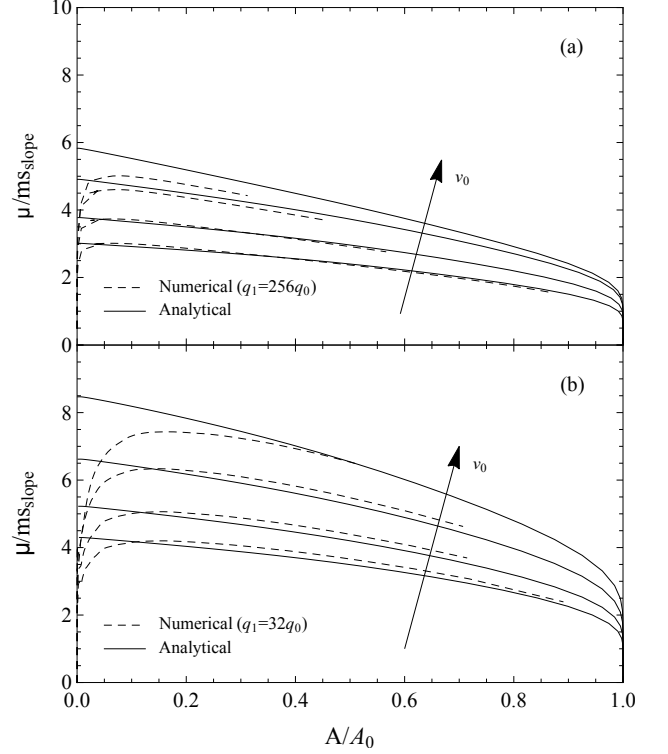 10
(a)
8
μ/ms_slope
6
v₀
4
2
Numerical (q₁=256q₀)
Analytical
0
(b)
8
μ/ms_slope
6
v₀
4
2
Numerical (q₁=32q₀)
Analytical
0
0.0 0.2 0.4 0.6 0.8 1.0
A/A₀